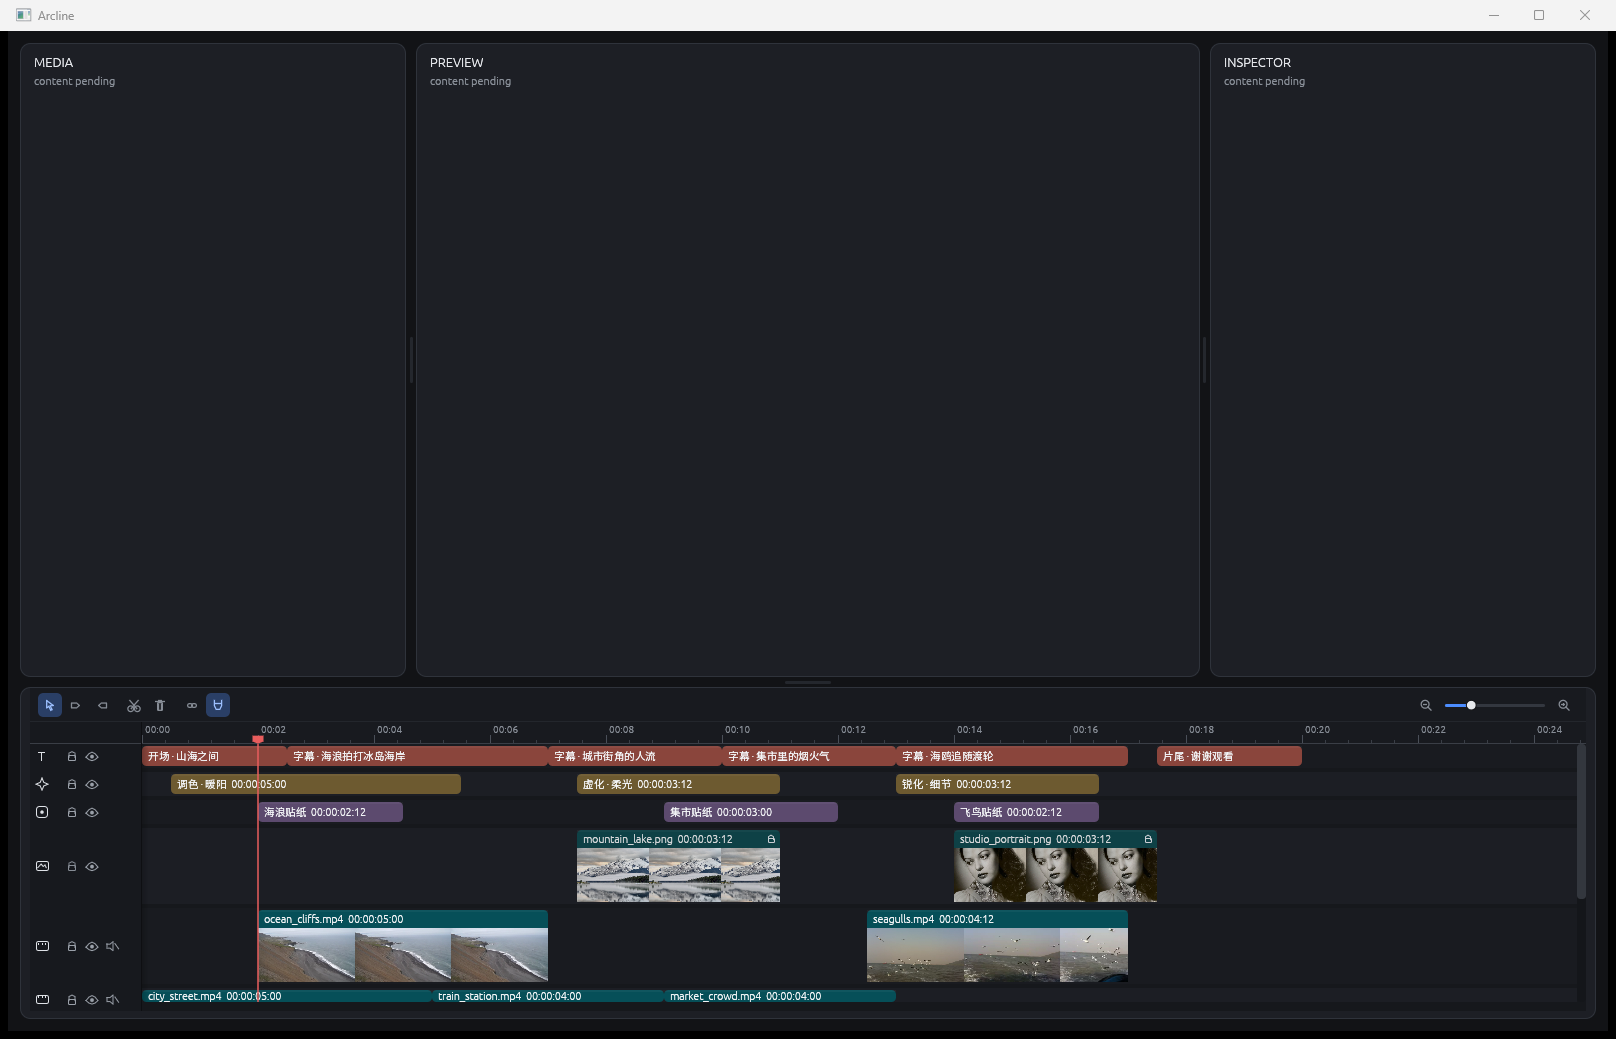 Arcline
MEDIA
content pending
PREVIEW
content pending
INSPECTOR
content pending
00:00 00:02 00:04 00:06 00:08 00:10 00:12 00:14 00:16 00:18 00:20 00:22 00:24
T 开场·山海之间 字幕·海浪拍打冰岛海岸 字幕·城市街角的人流 字幕·集市里的烟火气 字幕·海鸥追随渡轮 片尾·谢谢观看
调色·暖阳 00:00:05:00 虚化·柔光 00:00:03:12 锐化·细节 00:00:03:12
海浪贴纸 00:00:02:12 集市贴纸 00:00:03:00 飞鸟贴纸 00:00:02:12
mountain_lake.png 00:00:03:12 studio_portrait.png 00:00:03:12
ocean_cliffs.mp4 00:00:05:00 seagulls.mp4 00:00:04:12
city_street.mp4 00:00:05:00 train_station.mp4 00:00:04:00 market_crowd.mp4 00:00:04:00